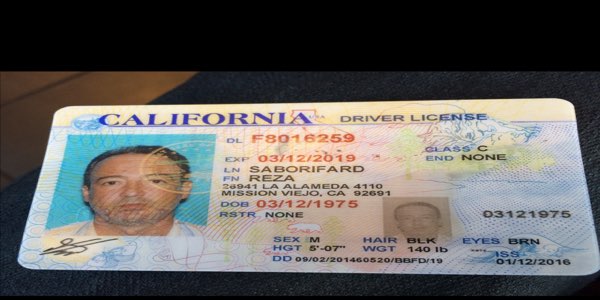 CALIFORNIA DRIVER LICENSE
DL F8016259
CLASS C
EXP 03/12/2019
END NONE
LN SABORIFARD
FN REZA
26941 LA ALAMEDA 4110
MISSION VIEJO, CA 92691
DOB 03/12/1975
RSTR NONE
03121975
SEX M HAIR BLK EYES BRN
HGT 5'-07" WGT 140 lb
ISS
DD 09/02/201460520/BBFD/19 01/12/2016